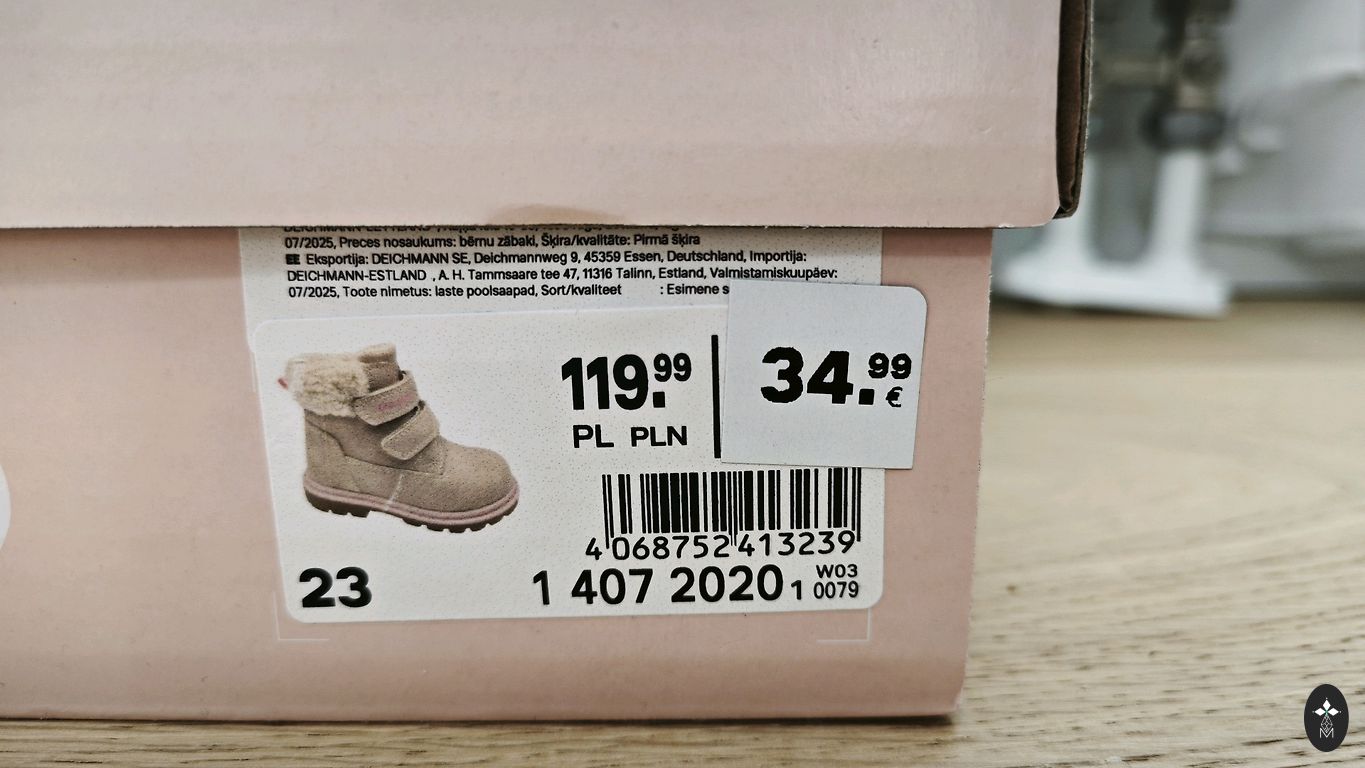 07/2025, Preces nosaukums: bērnu zābaki, Šķira/kvalitāte: Pirmā šķira
EE Eksportija: DEICHMANN SE, Deichmannweg 9, 45359 Essen, Deutschland, Importija:
DEICHMANN-ESTLAND , A. H. Tammsaare tee 47, 11316 Talinn, Estland, Valmistamiskuupäev:
07/2025, Toote nimetus: laste poolsaapad, Sort/kvaliteet : Esimene
119.99
PL PLN
34.99
€
4 068752 413239
23
1 407 2020 1
W03
0079
M